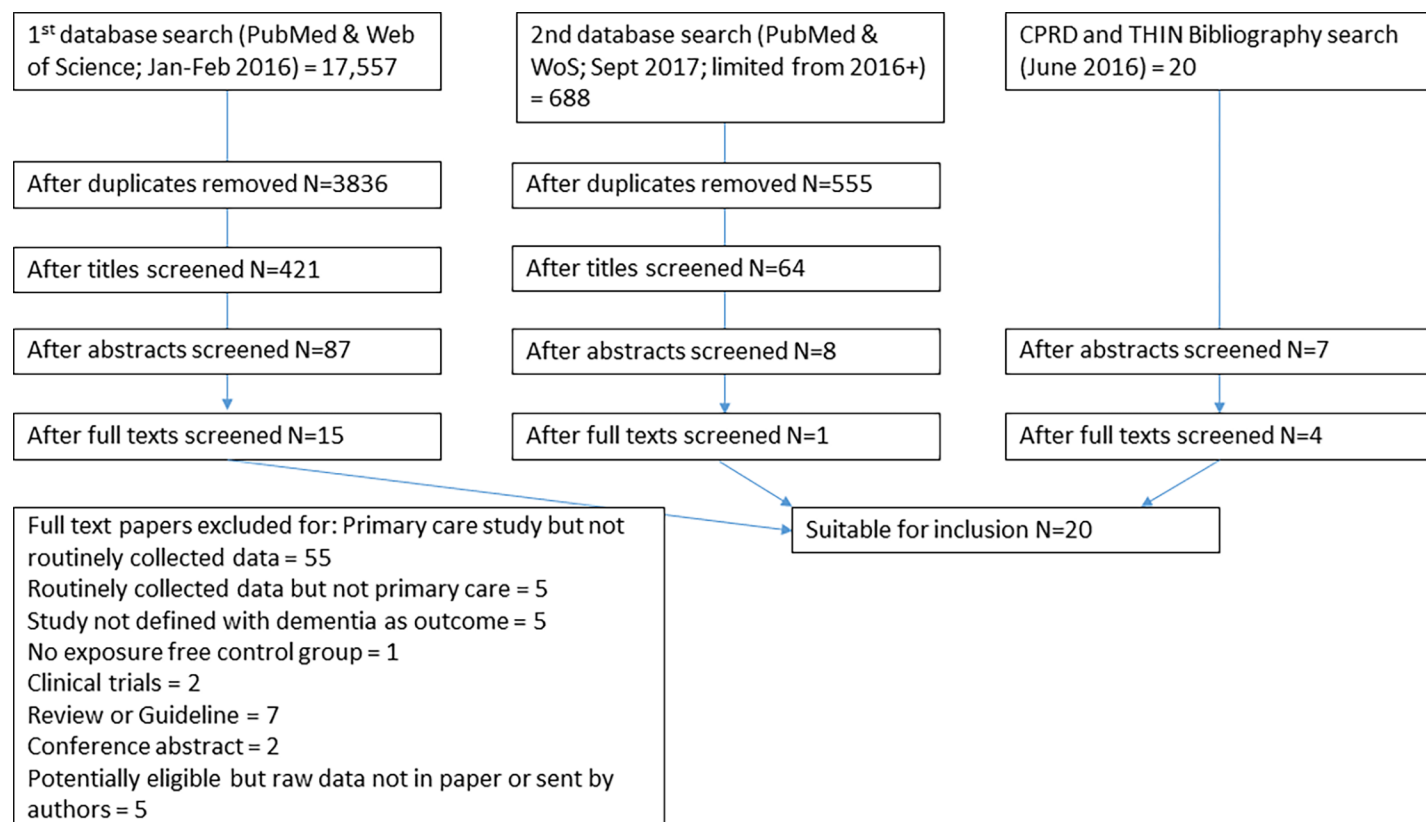 1st database search (PubMed & Web
of Science; Jan-Feb 2016) = 17,557
After duplicates removed N=3836
After titles screened N=421
After abstracts screened N=87
After full texts screened N=15
2nd database search (PubMed &
WoS; Sept 2017; limited from 2016+)
= 688
After duplicates removed N=555
After titles screened N=64
After abstracts screened N=8
After full texts screened N=1
CPRD and THIN Bibliography search
(June 2016) = 20
After abstracts screened N=7
After full texts screened N=4
Suitable for inclusion N=20
Full text papers excluded for: Primary care study but not
routinely collected data = 55
Routinely collected data but not primary care = 5
Study not defined with dementia as outcome = 5
No exposure free control group = 1
Clinical trials = 2
Review or Guideline = 7
Conference abstract = 2
Potentially eligible but raw data not in paper or sent by
authors = 5